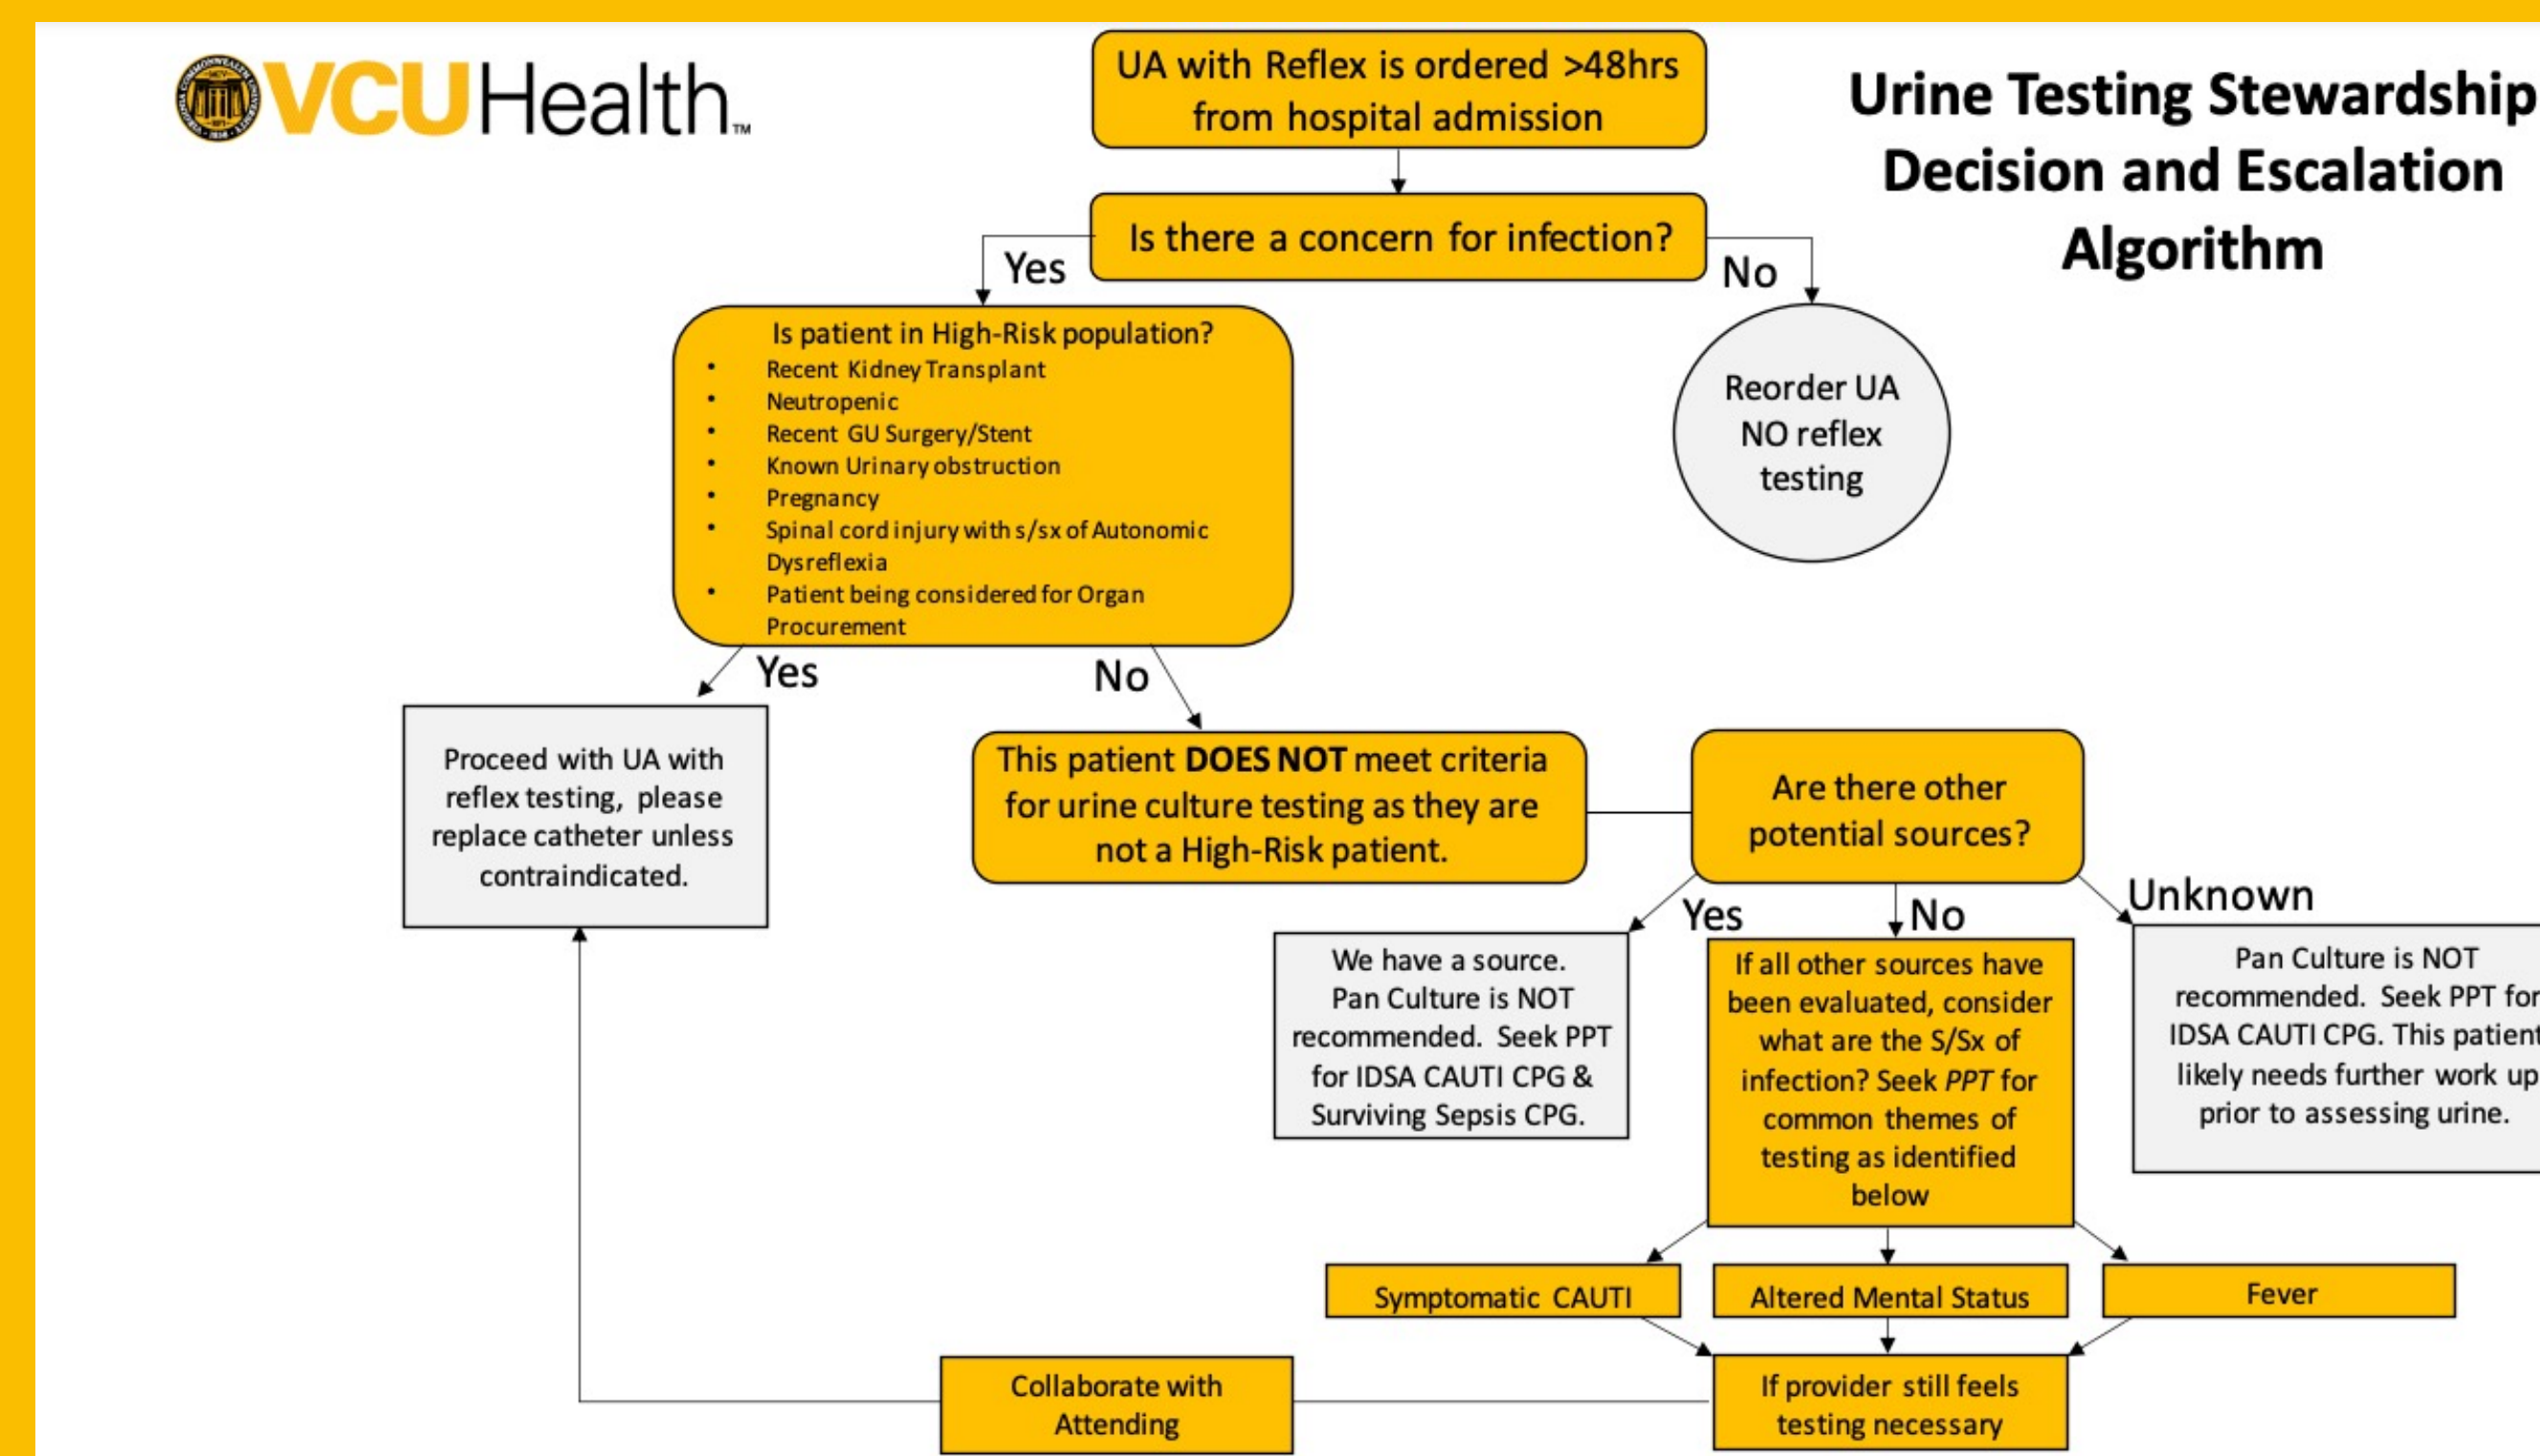 VCUHealth™
UA with Reflex is ordered >48hrs
from hospital admission
Urine Testing Stewardship
Decision and Escalation
Algorithm
Is there a concern for infection?
Yes
No
Is patient in High-Risk population?
• Recent Kidney Transplant
• Neutropenic
• Recent GU Surgery/Stent
• Known Urinary obstruction
• Pregnancy
• Spinal cord injury with s/sx of Autonomic
Dysreflexia
• Patient being considered for Organ
Procurement
Reorder UA
NO reflex
testing
Yes
No
Proceed with UA with
reflex testing, please
replace catheter unless
contraindicated.
This patient DOES NOT meet criteria
for urine culture testing as they are
not a High-Risk patient.
Are there other
potential sources?
Yes
No
Unknown
We have a source.
Pan Culture is NOT
recommended. Seek PPT
for IDSA CAUTI CPG &
Surviving Sepsis CPG.
If all other sources have
been evaluated, consider
what are the S/Sx of
infection? Seek PPT for
common themes of
testing as identified
below
Pan Culture is NOT
recommended. Seek PPT for
IDSA CAUTI CPG. This patient
likely needs further work up
prior to assessing urine.
Symptomatic CAUTI
Altered Mental Status
Fever
Collaborate with
Attending
If provider still feels
testing necessary